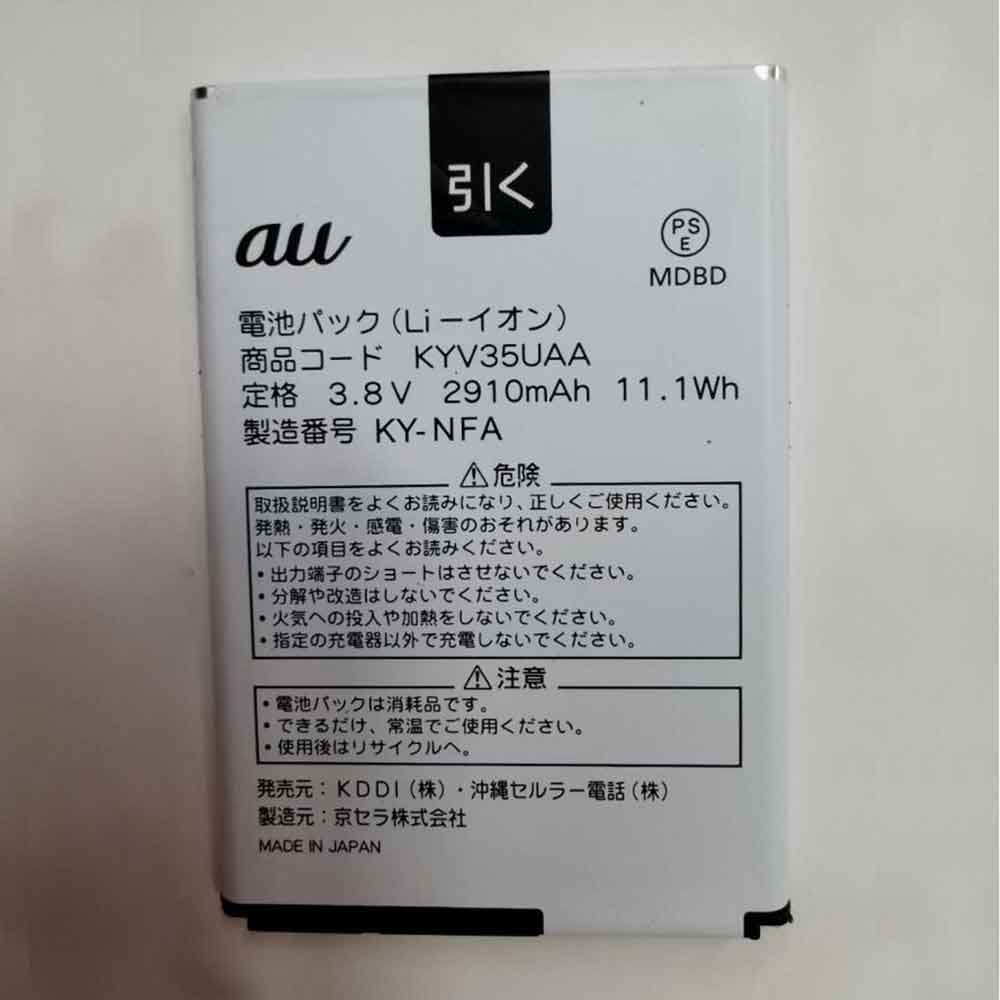 引く
au
PS
E
MDBD
電池パック(Liーイオン)
商品コード KYV35UAA
定格 3.8V 2910mAh 11.1Wh
製造番号 KY-NFA
⚠危険
取扱説明書をよくお読みになり、正しくご使用ください。
発熱・発火・感電・傷害のおそれがあります。
以下の項目をよくお読みください。
・出力端子のショートはさせないでください。
・分解や改造はしないでください。
・火気への投入や加熱をしないでください。
・指定の充電器以外で充電しないでください。
⚠注意
・電池パックは消耗品です。
・できるだけ、常温でご使用ください。
・使用後はリサイクルへ。
発売元:KDDI(株)・沖縄セルラー電話(株)
製造元:京セラ株式会社
MADE IN JAPAN